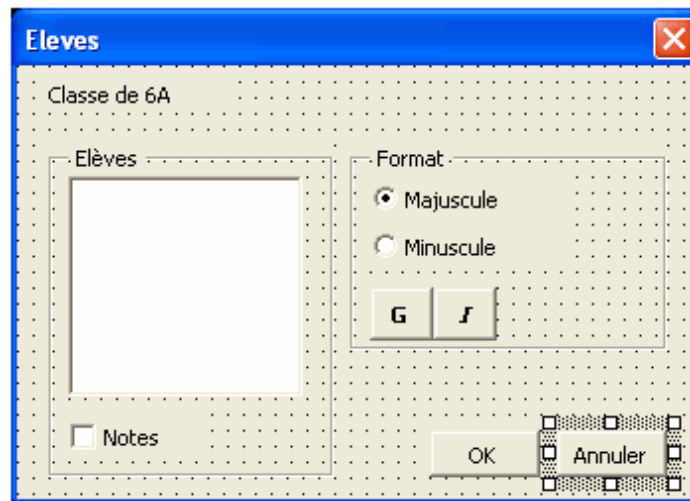 Eleves
Classe de 6A
Elèves
Notes
Format
Majuscule
Minuscule
G I
OK Annuler